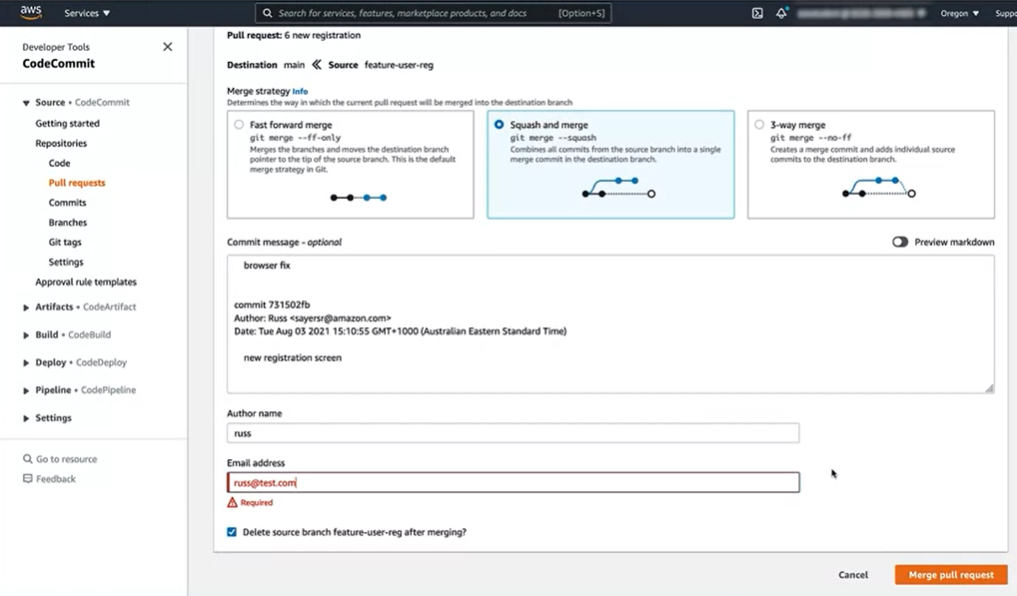 aws
Services ▼
Search for services, features, marketplace products, and docs [Option+S]
Oregon ▼
Suppo
Developer Tools
CodeCommit
Source • CodeCommit
Getting started
Repositories
Code
Pull requests
Commits
Branches
Git tags
Settings
Approval rule templates
Artifacts • CodeArtifact
Build • CodeBuild
Deploy • CodeDeploy
Pipeline • CodePipeline
Settings
Go to resource
Feedback
Pull request: 6 new registration
Destination main Source feature-user-reg
Merge strategy Info
Determines the way in which the current pull request will be merged into the destination branch
Fast forward merge
git merge --ff-only
Merges the branches and moves the destination branch
pointer to the tip of the source branch. This is the default
merge strategy in Git.
Squash and merge
git merge --squash
Combines all commits from the source branch into a single
merge commit in the destination branch.
3-way merge
git merge --no-ff
Creates a merge commit and adds individual source
commits to the destination branch.
Commit message - optional
Preview markdown
browser fix
commit 731502fb
Author: Russ <sayersr@amazon.com>
Date: Tue Aug 03 2021 15:10:55 GMT+1000 (Australian Eastern Standard Time)
new registration screen
Author name
russ
Email address
russ@test.com
Required
Delete source branch feature-user-reg after merging?
Cancel
Merge pull request